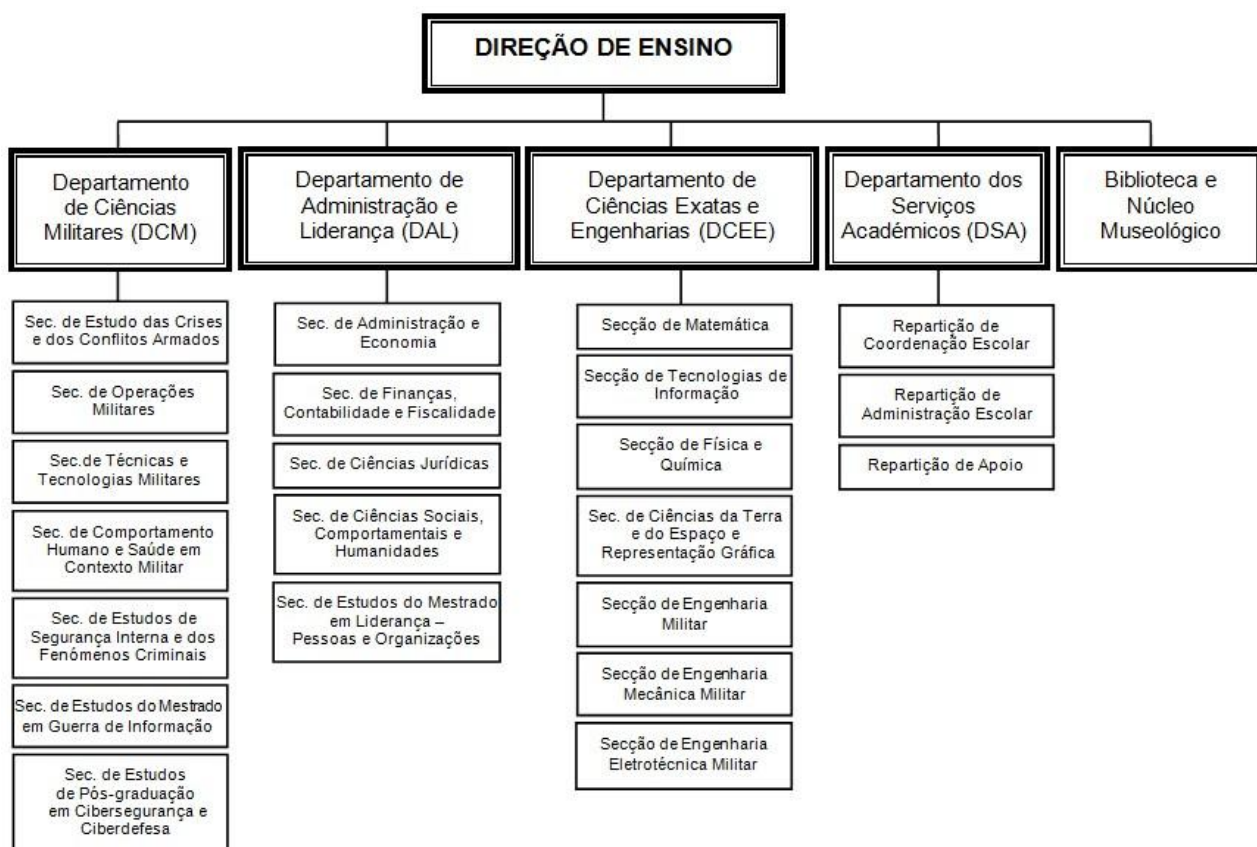 DIREÇÃO DE ENSINO
Departamento
de Ciências
Militares (DCM)
Departamento de
Administração e
Liderança (DAL)
Departamento de
Ciências Exatas e
Engenharias (DCEE)
Departamento dos
Serviços
Académicos (DSA)
Biblioteca e
Núcleo
Museológico
Sec. de Estudo das Crises
e dos Conflitos Armados
Sec. de Operações
Militares
Sec.de Técnicas e
Tecnologias Militares
Sec. de Comportamento
Humano e Saúde em
Contexto Militar
Sec. de Estudos de
Segurança Interna e dos
Fenómenos Criminais
Sec. de Estudos do Mestrado
em Guerra de Informação
Sec. de Estudos
de Pós-graduação
em Cibersegurança e
Ciberdefesa
Sec. de Administração e
Economia
Sec. de Finanças,
Contabilidade e Fiscalidade
Sec. de Ciências Jurídicas
Sec. de Ciências Sociais,
Comportamentais e
Humanidades
Sec. de Estudos do Mestrado
em Liderança –
Pessoas e Organizações
Secção de Matemática
Secção de Tecnologias de
Informação
Secção de Física e
Química
Sec. de Ciências da Terra
e do Espaço e
Representação Gráfica
Secção de Engenharia
Militar
Secção de Engenharia
Mecânica Militar
Secção de Engenharia
Eletrotécnica Militar
Repartição de
Coordenação Escolar
Repartição de
Administração Escolar
Repartição de Apoio